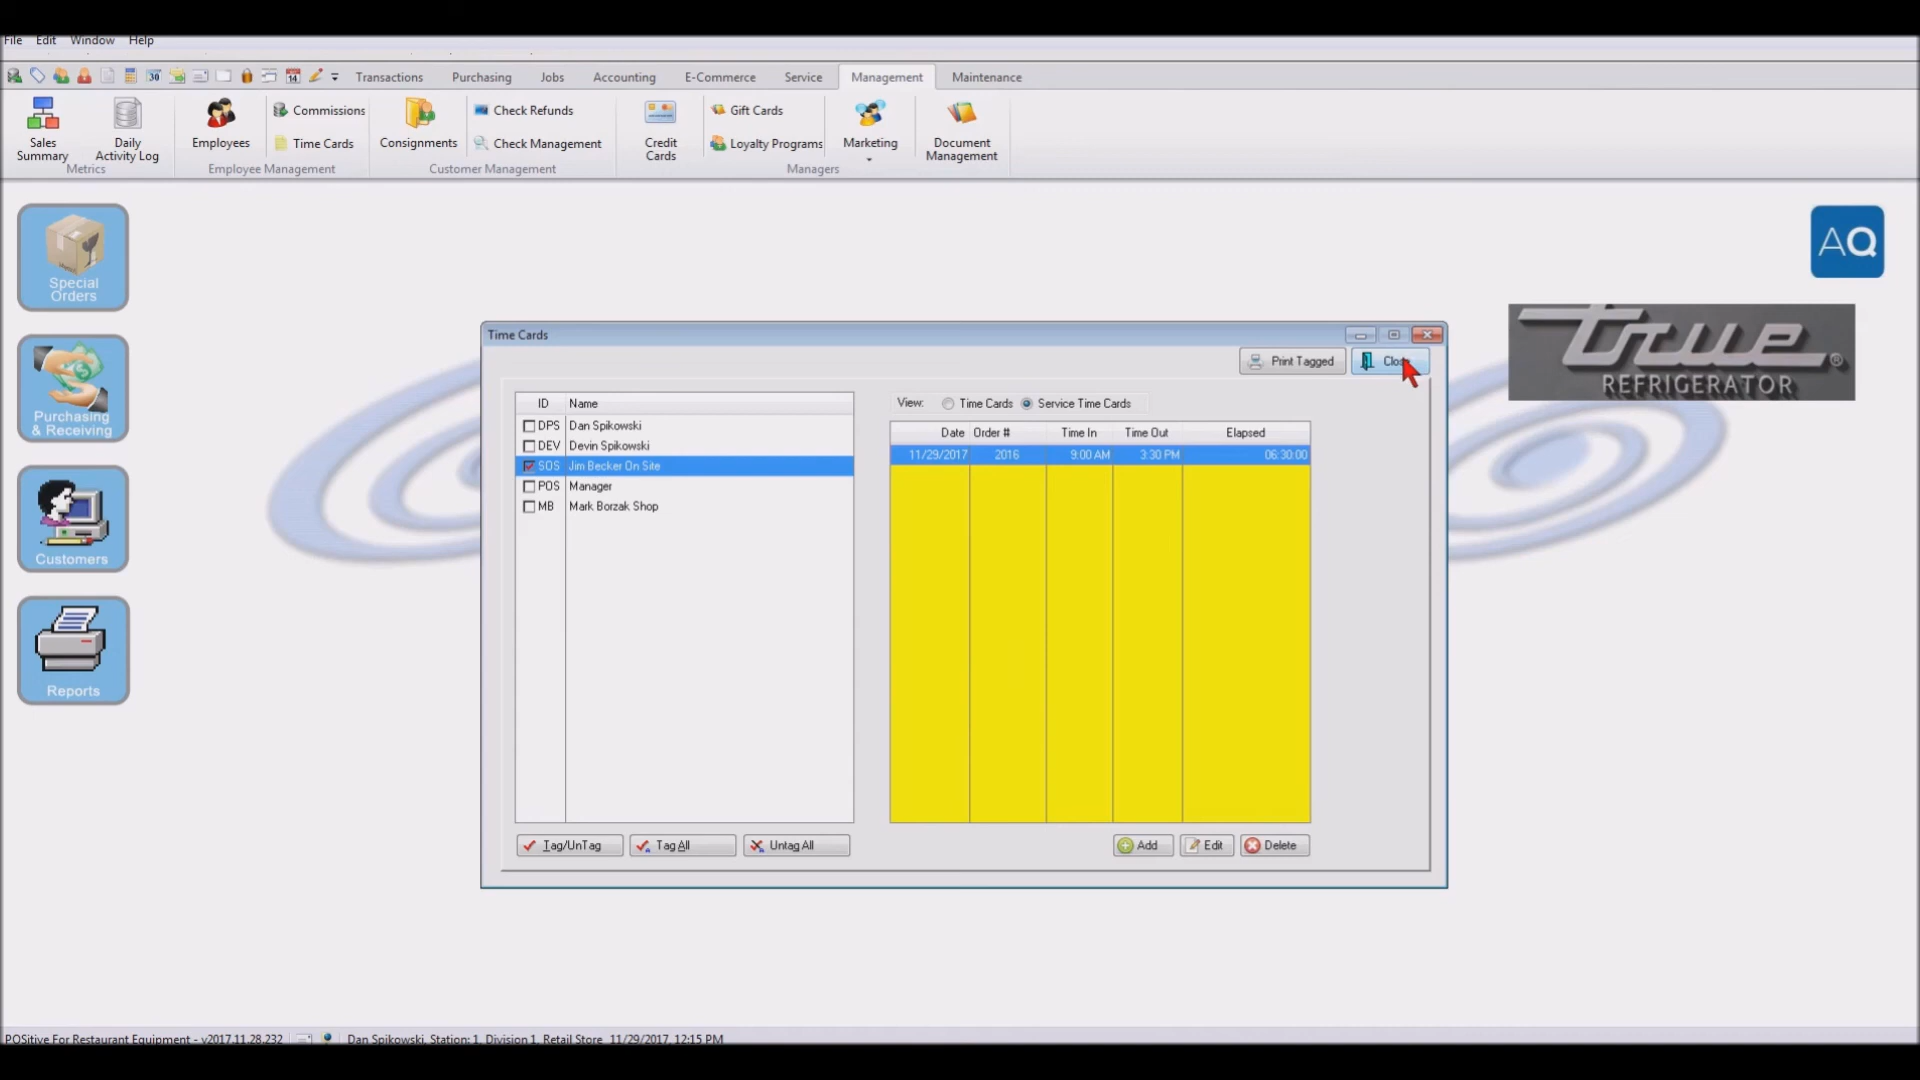 File Edit Window Help
30 14 Transactions Purchasing Jobs Accounting E-Commerce Service Management Maintenance
Sales Summary
Daily Activity Log
Metrics
Employees
Commissions
Time Cards
Employee Management
Consignments
Check Refunds
Check Management
Customer Management
Credit Cards
Gift Cards
Loyalty Programs
Marketing
Document Management
Managers
Special
Orders
Purchasing
& Receiving
Customers
Reports
AQ
True®
REFRIGERATOR
Time Cards
Print Tagged
ID Name
DPS Dan Spikowski
DEV Devin Spikowski
SOS Jim Becker On Site
POS Manager
MB Mark Borzak Shop
View: Time Cards Service Time Cards
Date Order # Time In Time Out Elapsed
11/29/2017 2016 9:00 AM 3:30 PM 06:30:00
Tag/UnTag Tag All Untag All
Add Edit Delete
POSitive For Restaurant Equipment - v2017.11.28.232 Dan Spikowski, Station: 1, Division 1, Retail Store 11/29/2017, 12:15 PM